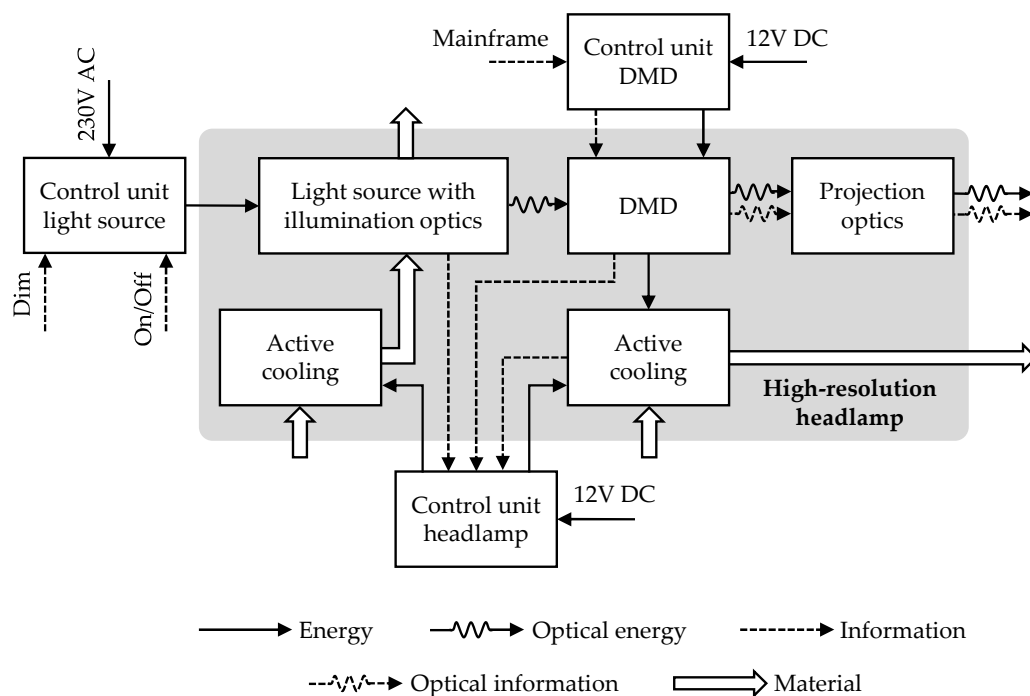 Mainframe
Control unit
DMD
12V DC
230V AC
Control unit
light source
Light source with
illumination optics
DMD
Projection
optics
Dim
On/Off
Active
cooling
Active
cooling
High-resolution
headlamp
Control unit
headlamp
12V DC
Energy
Optical energy
Information
Optical information
Material